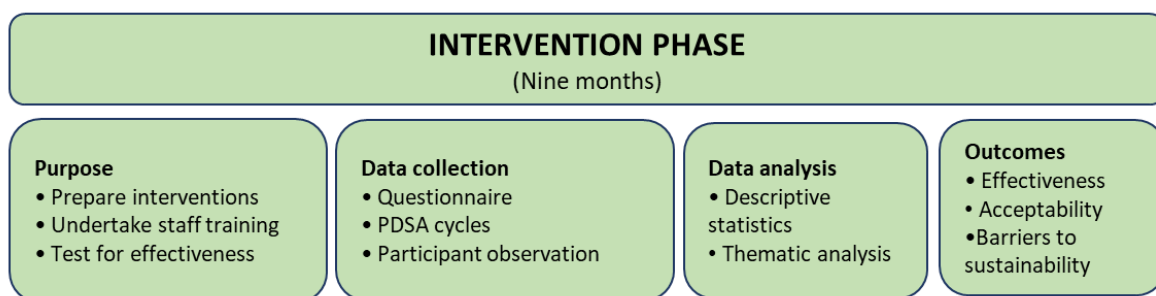 INTERVENTION PHASE
(Nine months)
Purpose
• Prepare interventions
• Undertake staff training
• Test for effectiveness
Data collection
• Questionnaire
• PDSA cycles
• Participant observation
Data analysis
• Descriptive
statistics
• Thematic analysis
Outcomes
• Effectiveness
• Acceptability
•Barriers to
sustainability